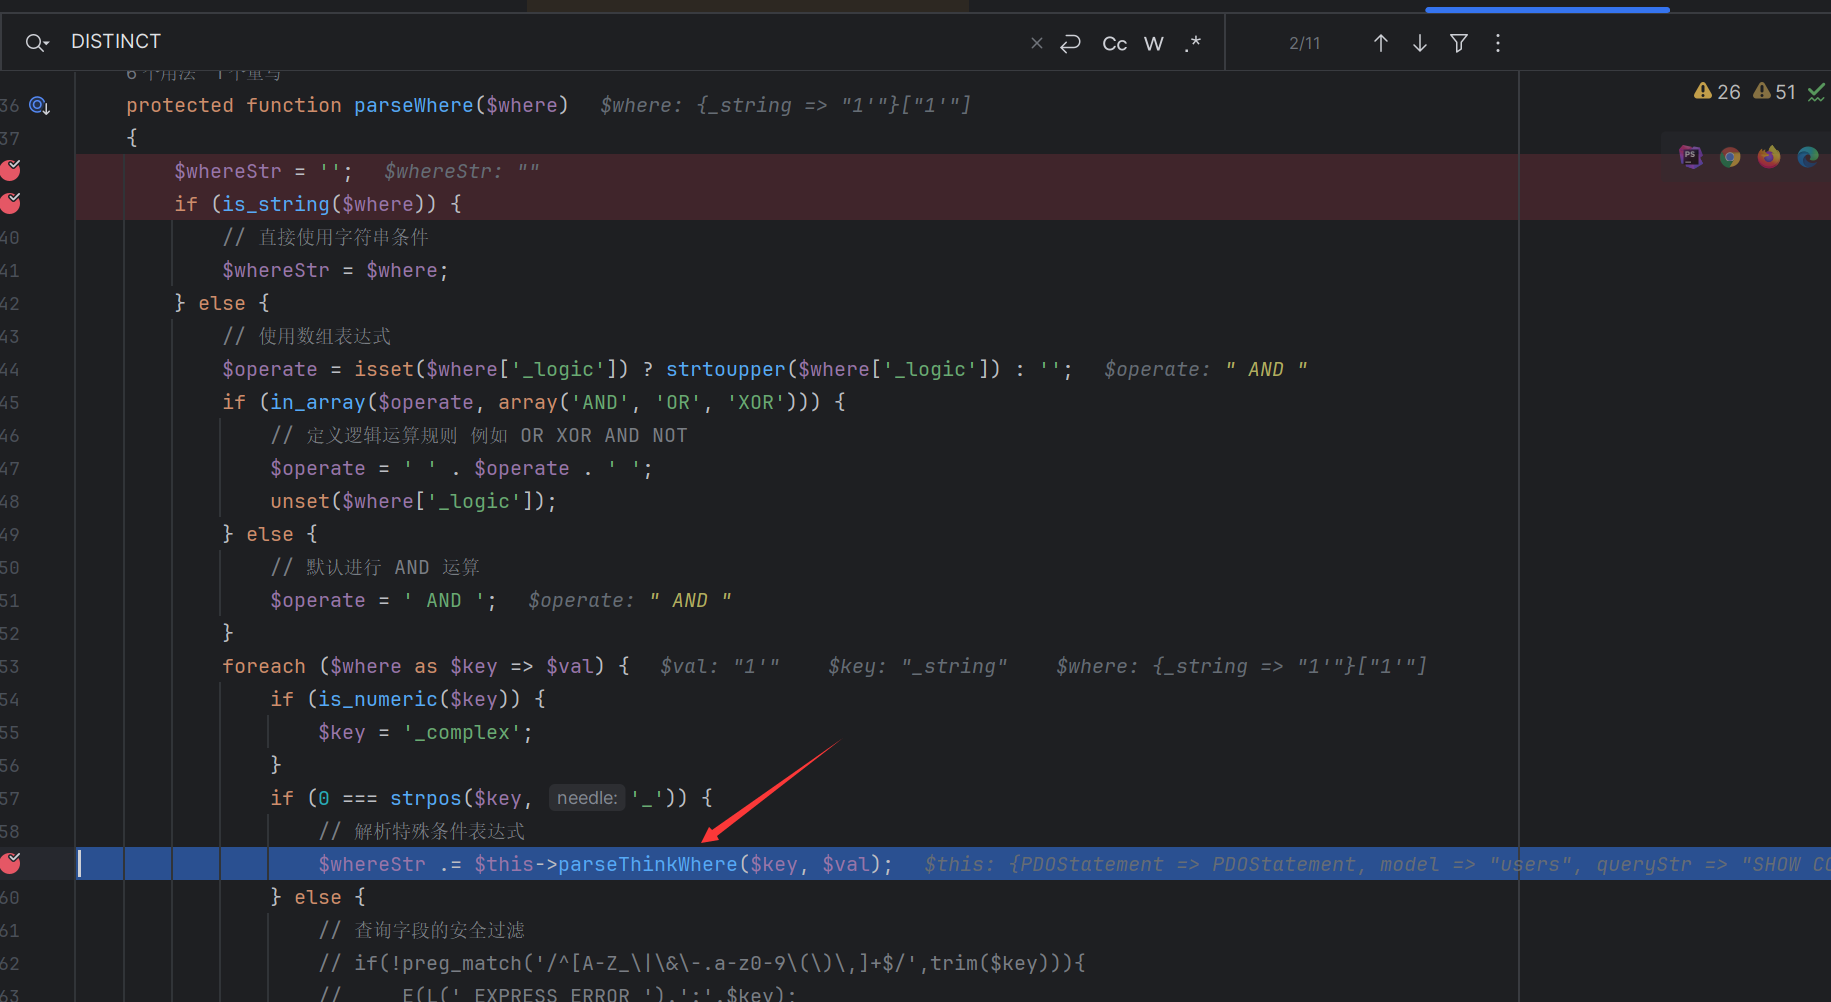 DISTINCT
Cc W .*
2/11
6 个用法 1 个重写
36 protected function parseWhere($where) $where: {_string => "1'"}["1'"]
26 51
37 {
$whereStr = ''; $whereStr: ""
if (is_string($where)) {
40 // 直接使用字符串条件
41 $whereStr = $where;
42 } else {
43 // 使用数组表达式
44 $operate = isset($where['_logic']) ? strtoupper($where['_logic']) : ''; $operate: " AND "
45 if (in_array($operate, array('AND', 'OR', 'XOR'))) {
46 // 定义逻辑运算规则 例如 OR XOR AND NOT
47 $operate = ' ' . $operate . ' ';
48 unset($where['_logic']);
49 } else {
50 // 默认进行 AND 运算
51 $operate = ' AND '; $operate: " AND "
52 }
53 foreach ($where as $key => $val) { $val: "1'" $key: "_string" $where: {_string => "1'"}["1'"]
54 if (is_numeric($key)) {
55 $key = '_complex';
56 }
57 if (0 === strpos($key, needle: '_')) {
58 // 解析特殊条件表达式
$whereStr .= $this->parseThinkWhere($key, $val); $this: {PDOStatement => PDOStatement, model => "users", queryStr => "SHOW CO
60 } else {
61 // 查询字段的安全过滤
62 // if(!preg_match('/^[A-Z_\|\&\-.a-z0-9\(\)\,]+$/',trim($key))){
63 // E(L('_EXPRESS_ERROR_').':'.$key);